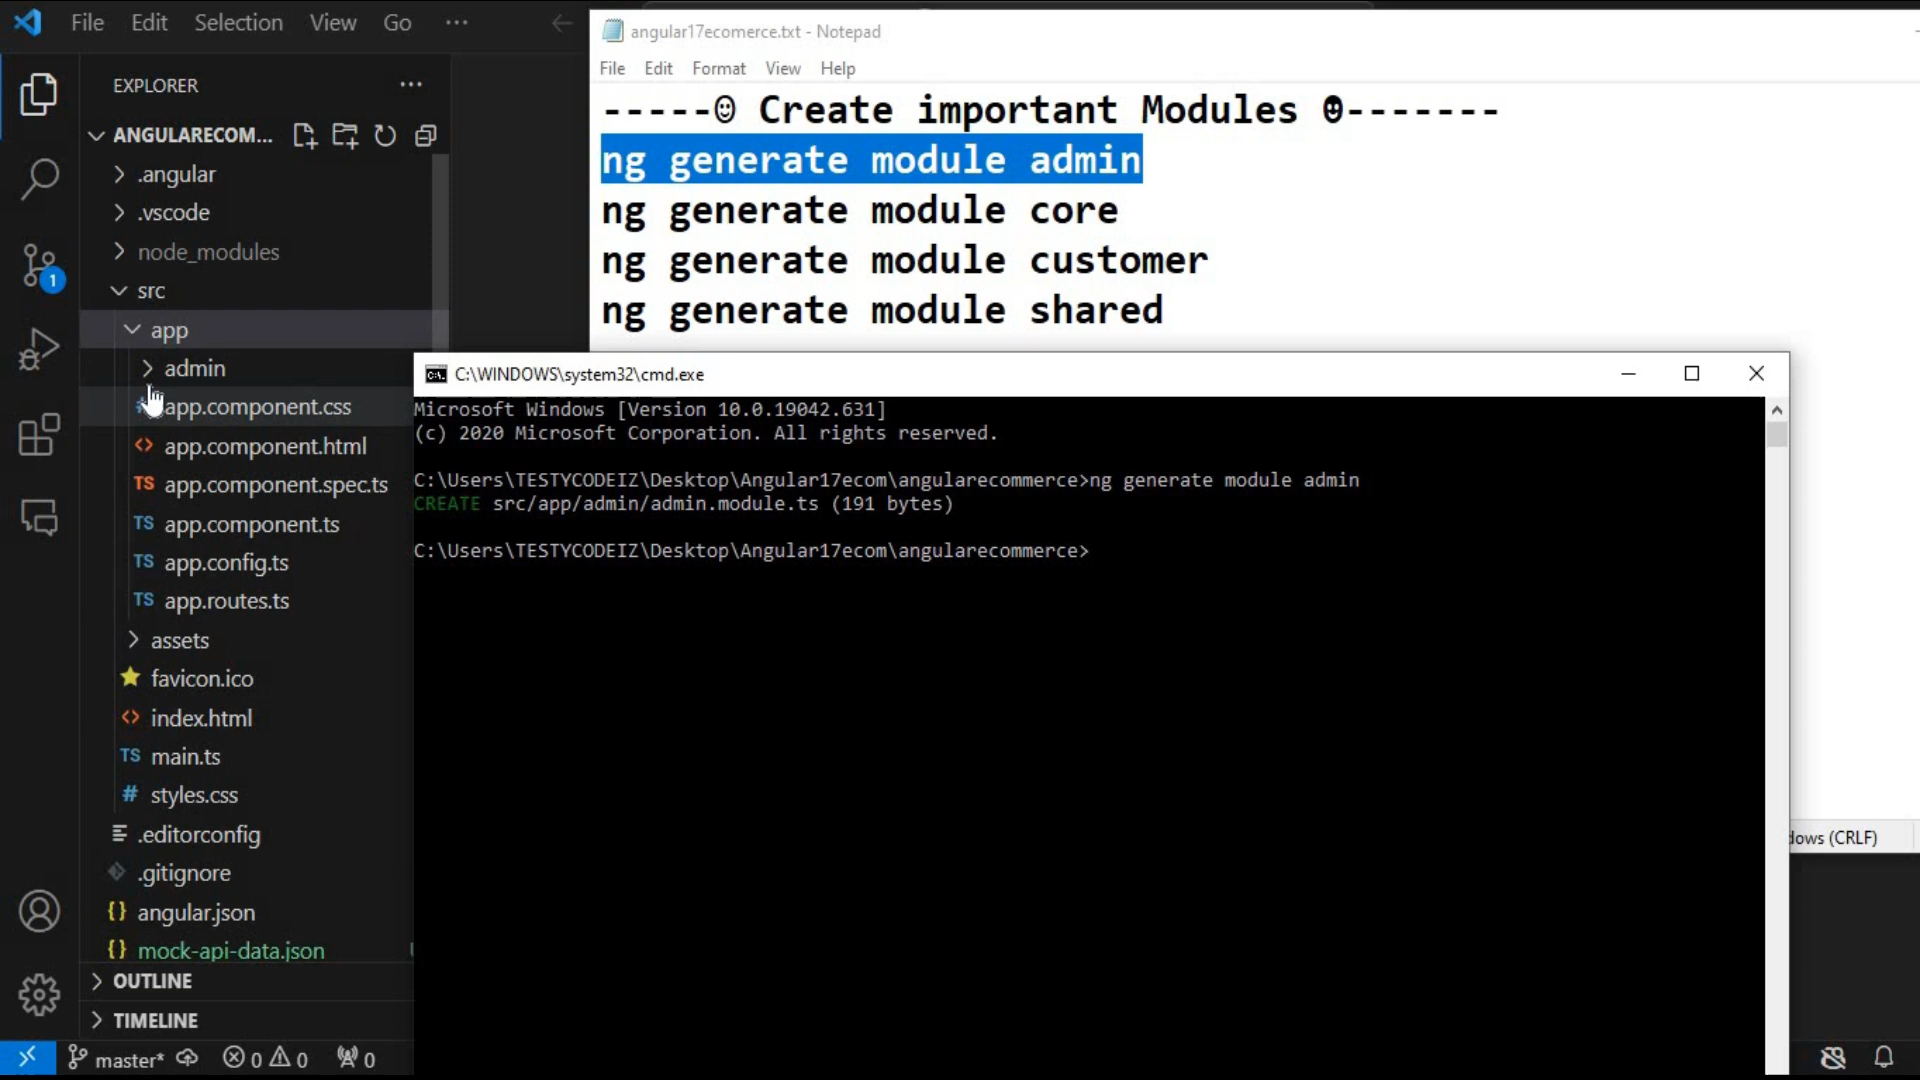 File Edit Selection View Go ···
EXPLORER
ANGULARECOM...
.angular
.vscode
node_modules
src
app
admin
app.component.css
app.component.html
TS app.component.spec.ts
TS app.component.ts
TS app.config.ts
TS app.routes.ts
assets
favicon.ico
index.html
TS main.ts
# styles.css
.editorconfig
.gitignore
{} angular.json
{} mock-api-data.json
OUTLINE
TIMELINE
1
master* 0 0 0
angular17ecomerce.txt - Notepad
File Edit Format View Help
-----☺ Create important Modules ☻-------
ng generate module admin
ng generate module core
ng generate module customer
ng generate module shared
dows (CRLF)
C:\WINDOWS\system32\cmd.exe
Microsoft Windows [Version 10.0.19042.631]
(c) 2020 Microsoft Corporation. All rights reserved.
C:\Users\TESTYCODEIZ\Desktop\Angular17ecom\angularecommerce>ng generate module admin
CREATE src/app/admin/admin.module.ts (191 bytes)
C:\Users\TESTYCODEIZ\Desktop\Angular17ecom\angularecommerce>